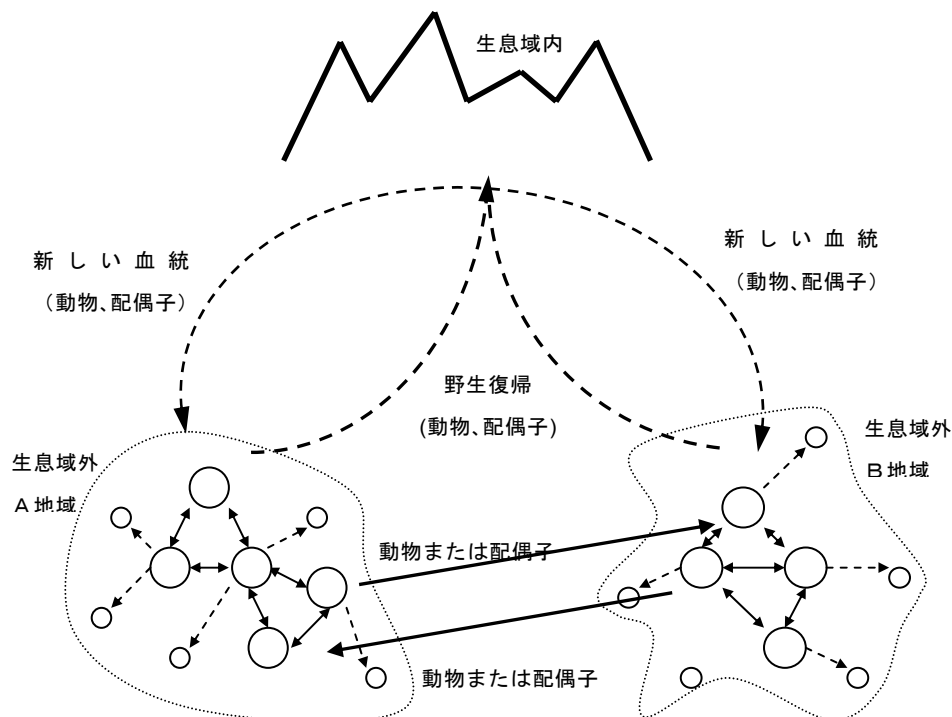 生息域内
新しい血統
（動物、配偶子）
新しい血統
（動物、配偶子）
野生復帰
(動物、配偶子)
生息域外
Ａ地域
生息域外
Ｂ地域
動物または配偶子
動物または配偶子